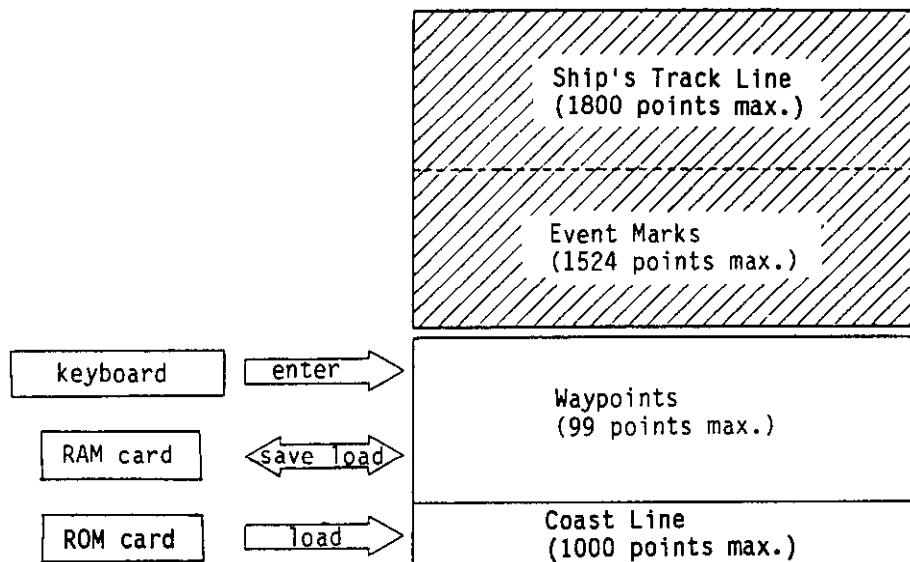 Ship's Track Line
(1800 points max.)
Event Marks
(1524 points max.)
keyboard
enter
Waypoints
(99 points max.)
RAM card
save load
ROM card
load
Coast Line
(1000 points max.)